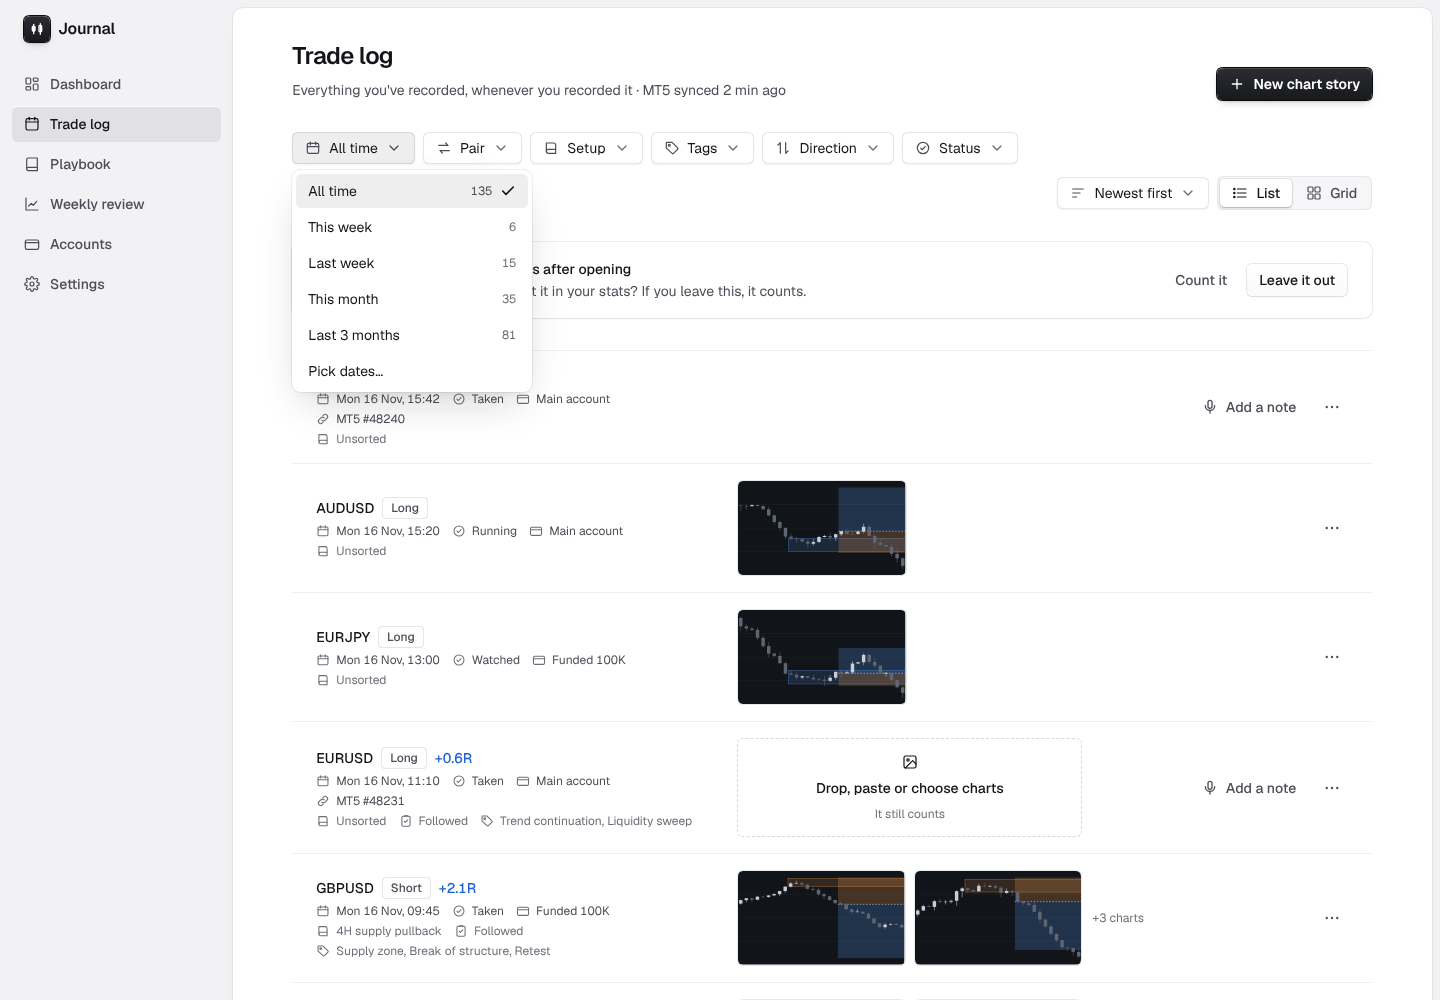 Journal
Dashboard
Trade log
Playbook
Weekly review
Accounts
Settings
Trade log
Everything you've recorded, whenever you recorded it · MT5 synced 2 min ago
New chart story
All time
Pair
Setup
Tags
Direction
Status
All time 135
This week 6
Last week 15
This month 35
Last 3 months 81
Pick dates...
Newest first
List
Grid
s after opening
t it in your stats? If you leave this, it counts.
Count it
Leave it out
Mon 16 Nov, 15:42 Taken Main account
MT5 #48240
Unsorted
Add a note
AUDUSD Long
Mon 16 Nov, 15:20 Running Main account
Unsorted
EURJPY Long
Mon 16 Nov, 13:00 Watched Funded 100K
Unsorted
EURUSD Long +0.6R
Mon 16 Nov, 11:10 Taken Main account
MT5 #48231
Unsorted Followed Trend continuation, Liquidity sweep
Drop, paste or choose charts
It still counts
Add a note
GBPUSD Short +2.1R
Mon 16 Nov, 09:45 Taken Funded 100K
4H supply pullback Followed
Supply zone, Break of structure, Retest
+3 charts